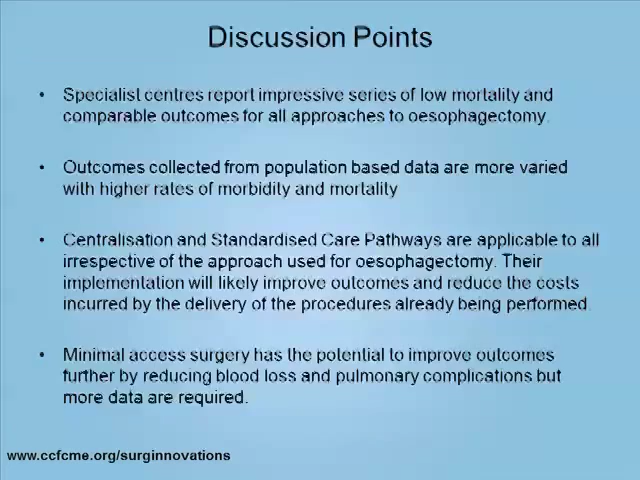 Discussion Points
• Specialist centres report impressive series of low mortality and
comparable outcomes for all approaches to oesophagectomy.
• Outcomes collected from population based data are more varied
with higher rates of morbidity and mortality
• Centralisation and Standardised Care Pathways are applicable to all
irrespective of the approach used for oesophagectomy. Their
implementation will likely improve outcomes and reduce the costs
incurred by the delivery of the procedures already being performed.
• Minimal access surgery has the potential to improve outcomes
further by reducing blood loss and pulmonary complications but
more data are required.
www.ccfcme.org/surginnovations